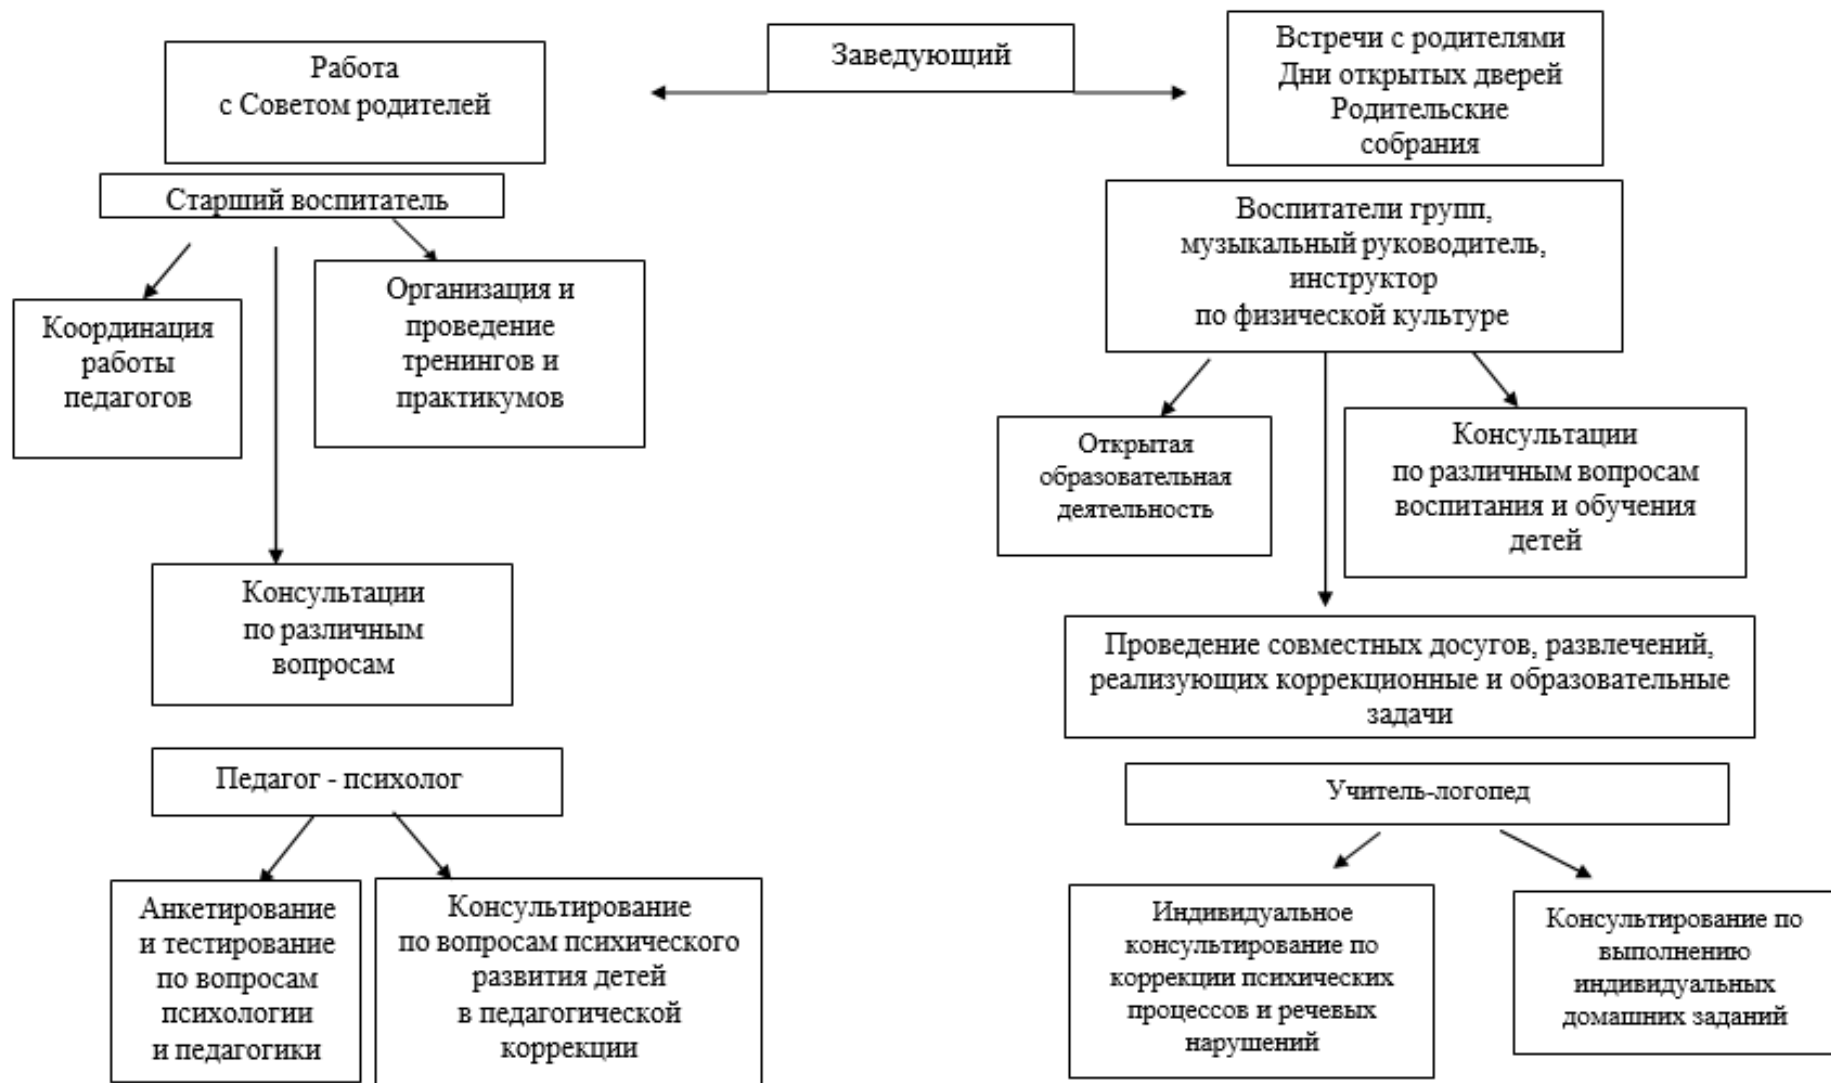 Заведующий
Работа
с Советом родителей
Встречи с родителями
Дни открытых дверей
Родительские
собрания
Старший воспитатель
Координация
работы
педагогов
Организация и
проведение
тренингов и
практикумов
Консультации
по различным
вопросам
Воспитатели групп,
музыкальный руководитель,
инструктор
по физической культуре
Открытая
образовательная
деятельность
Консультации
по различным вопросам
воспитания и обучения
детей
Проведение совместных досугов, развлечений,
реализующих коррекционные и образовательные
задачи
Педагог - психолог
Анкетирование
и тестирование
по вопросам
психологии
и педагогики
Консультирование
по вопросам психического
развития детей
в педагогической
коррекции
Учитель-логопед
Индивидуальное
консультирование по
коррекции психических
процессов и речевых
нарушений
Консультирование по
выполнению
индивидуальных
домашних заданий